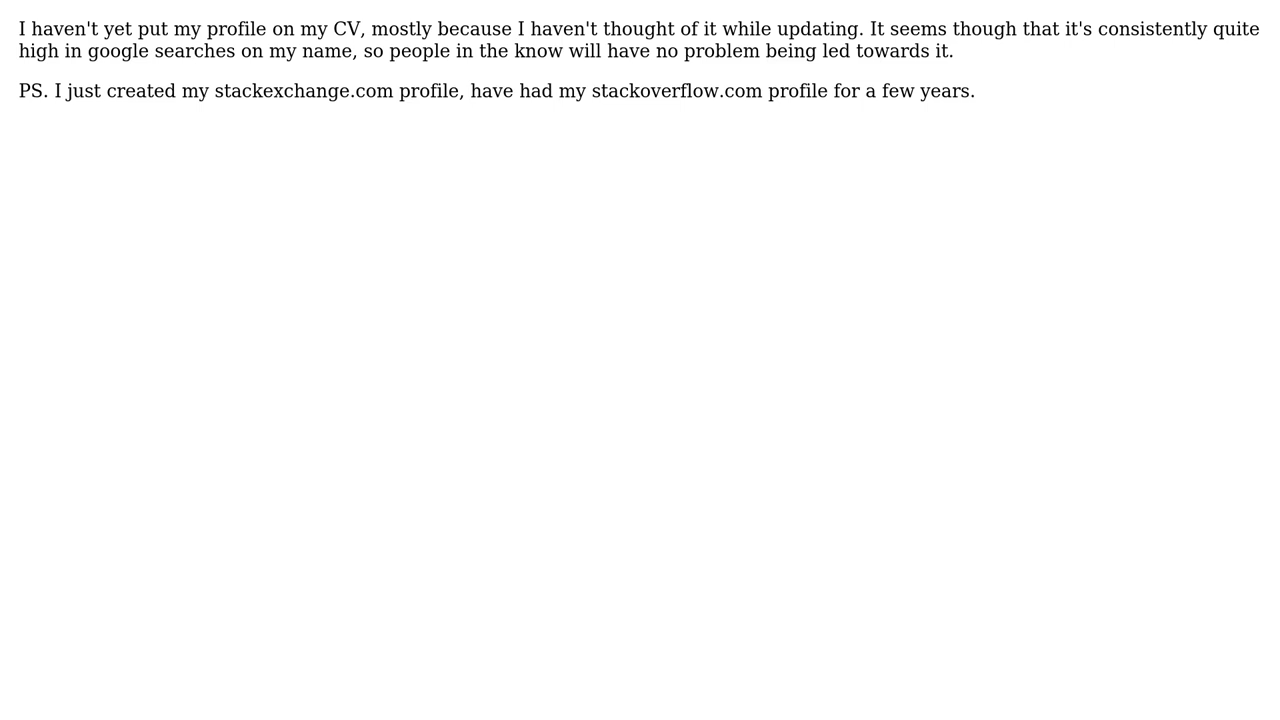 I haven't yet put my profile on my CV, mostly because I haven't thought of it while updating. It seems though that it's consistently quite
high in google searches on my name, so people in the know will have no problem being led towards it.
PS. I just created my stackexchange.com profile, have had my stackoverflow.com profile for a few years.